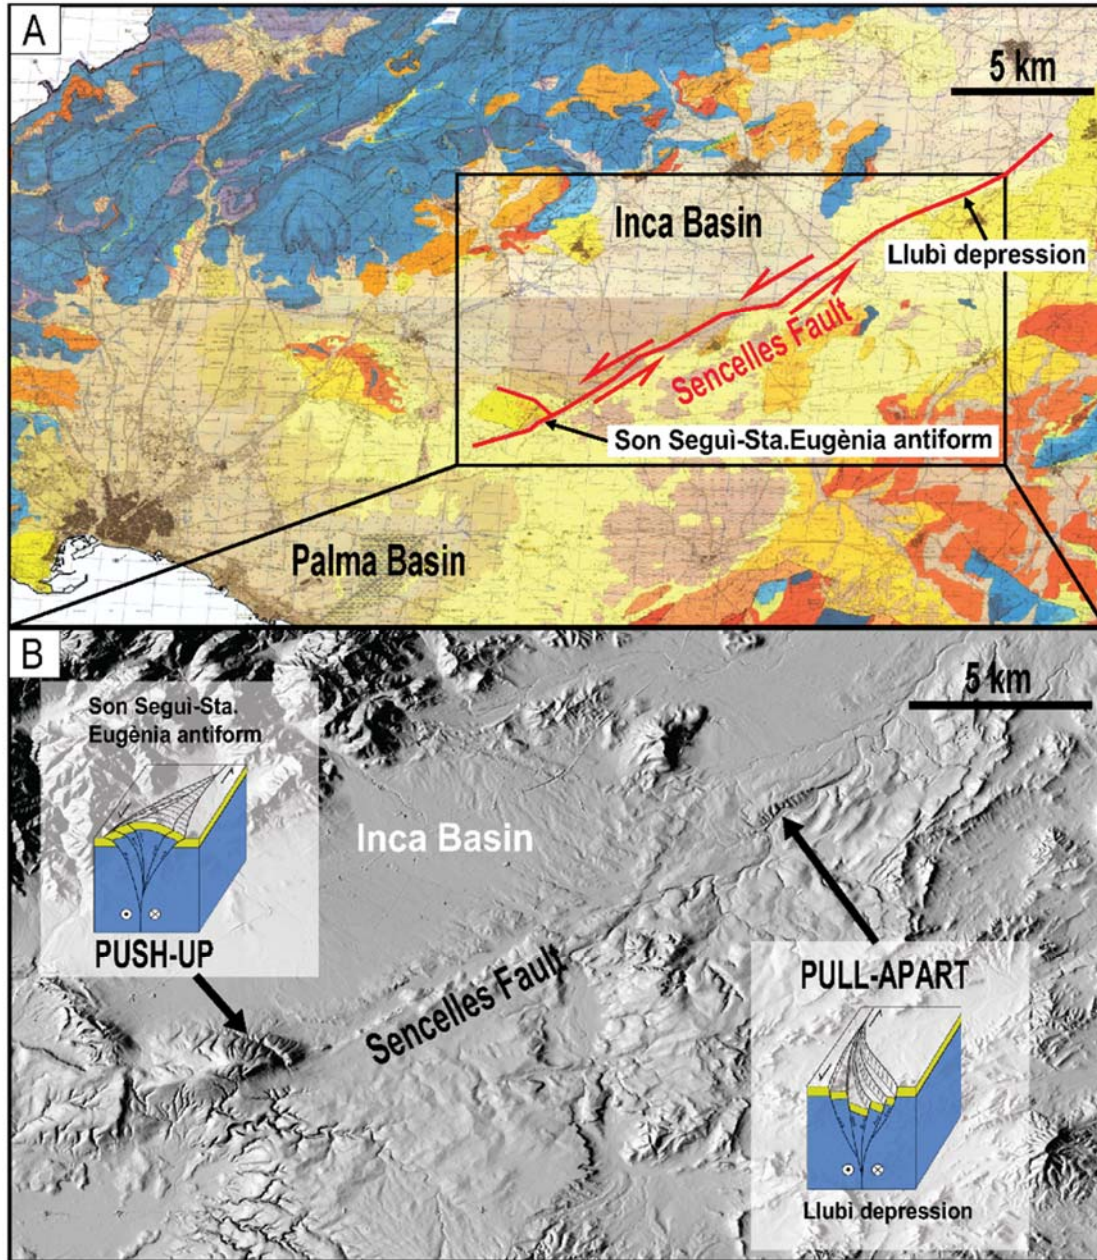 A
5 km
Inca Basin
Llubì depression
Sencelles Fault
Son Seguì-Sta.Eugènia antiform
Palma Basin
B
5 km
Son Seguì-Sta.
Eugènia antiform
Inca Basin
PUSH-UP
Sencelles Fault
PULL-APART
Llubì depression